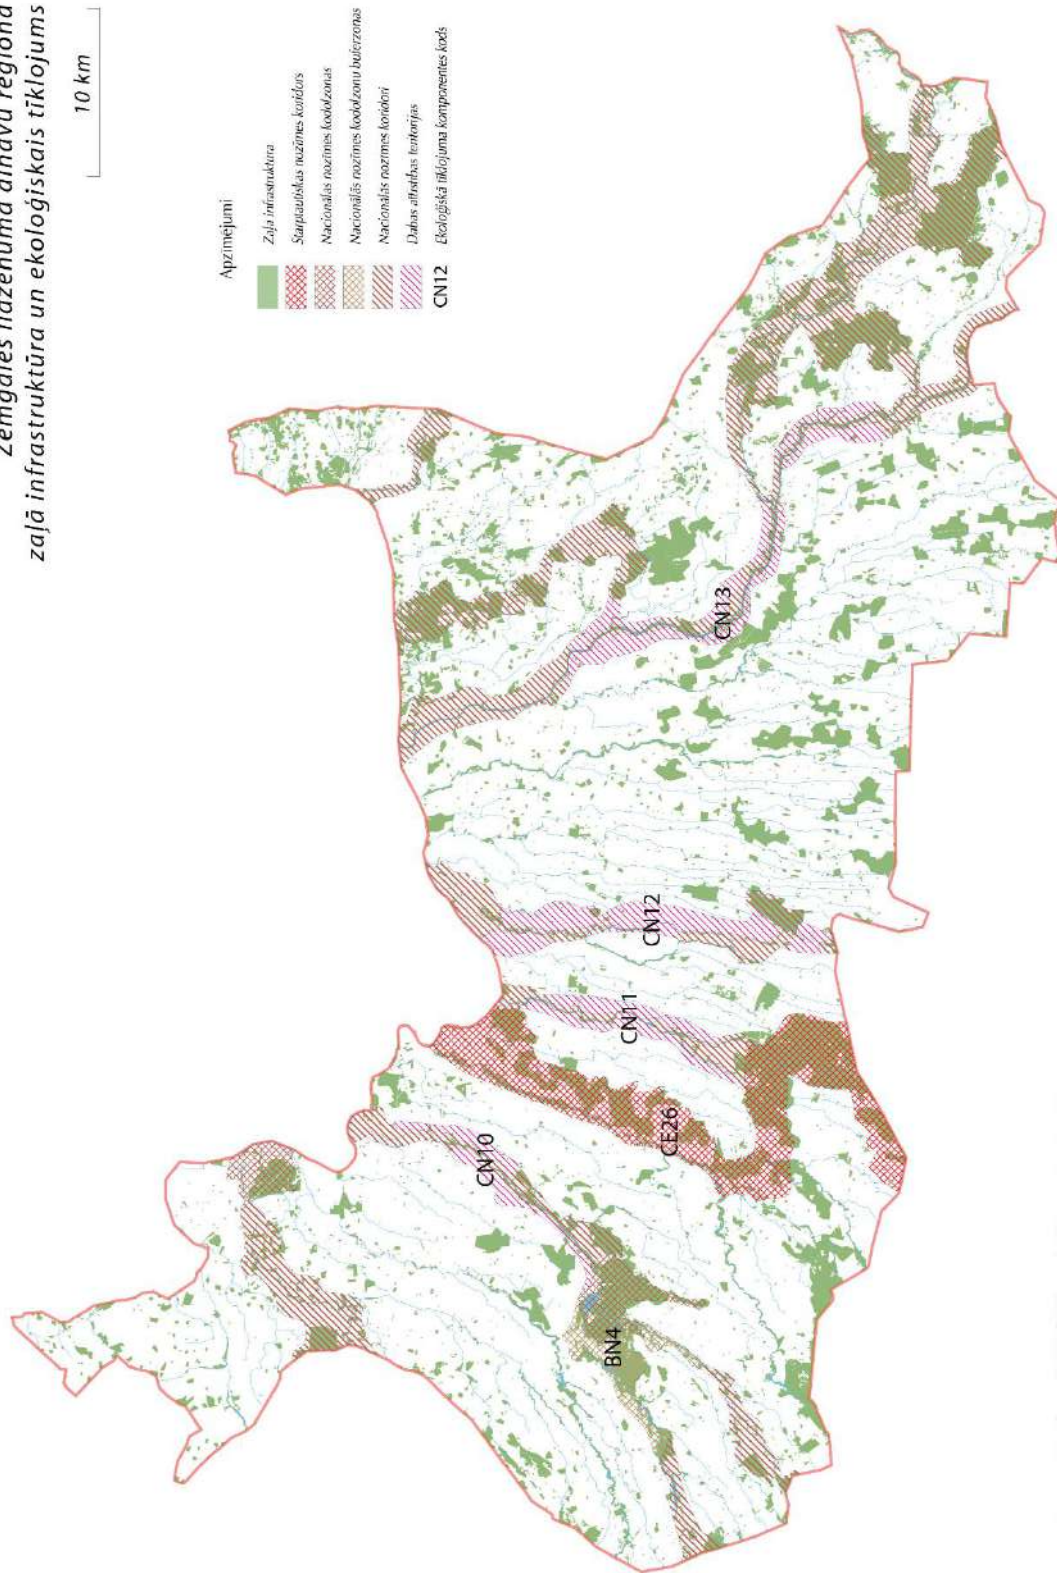 Zemgales līdzenuma ainavu reģiona
zaļā infrastruktūra un ekoloģiskais tīklojums
10 km
Apzīmējumi
Zaļā infrastruktūra
Starptautiskas nozīmes koridors
Nacionālas nozīmes kodolzonas
Nacionālās nozīmes kodolzonu buferzonas
Nacionālās nozīmes koridori
Dabas attīstības teritorijas
CN12 Ekoloģiskā tīklojuma komponentes kods
CN13
CN12
CN11
CE26
CN10
BN4